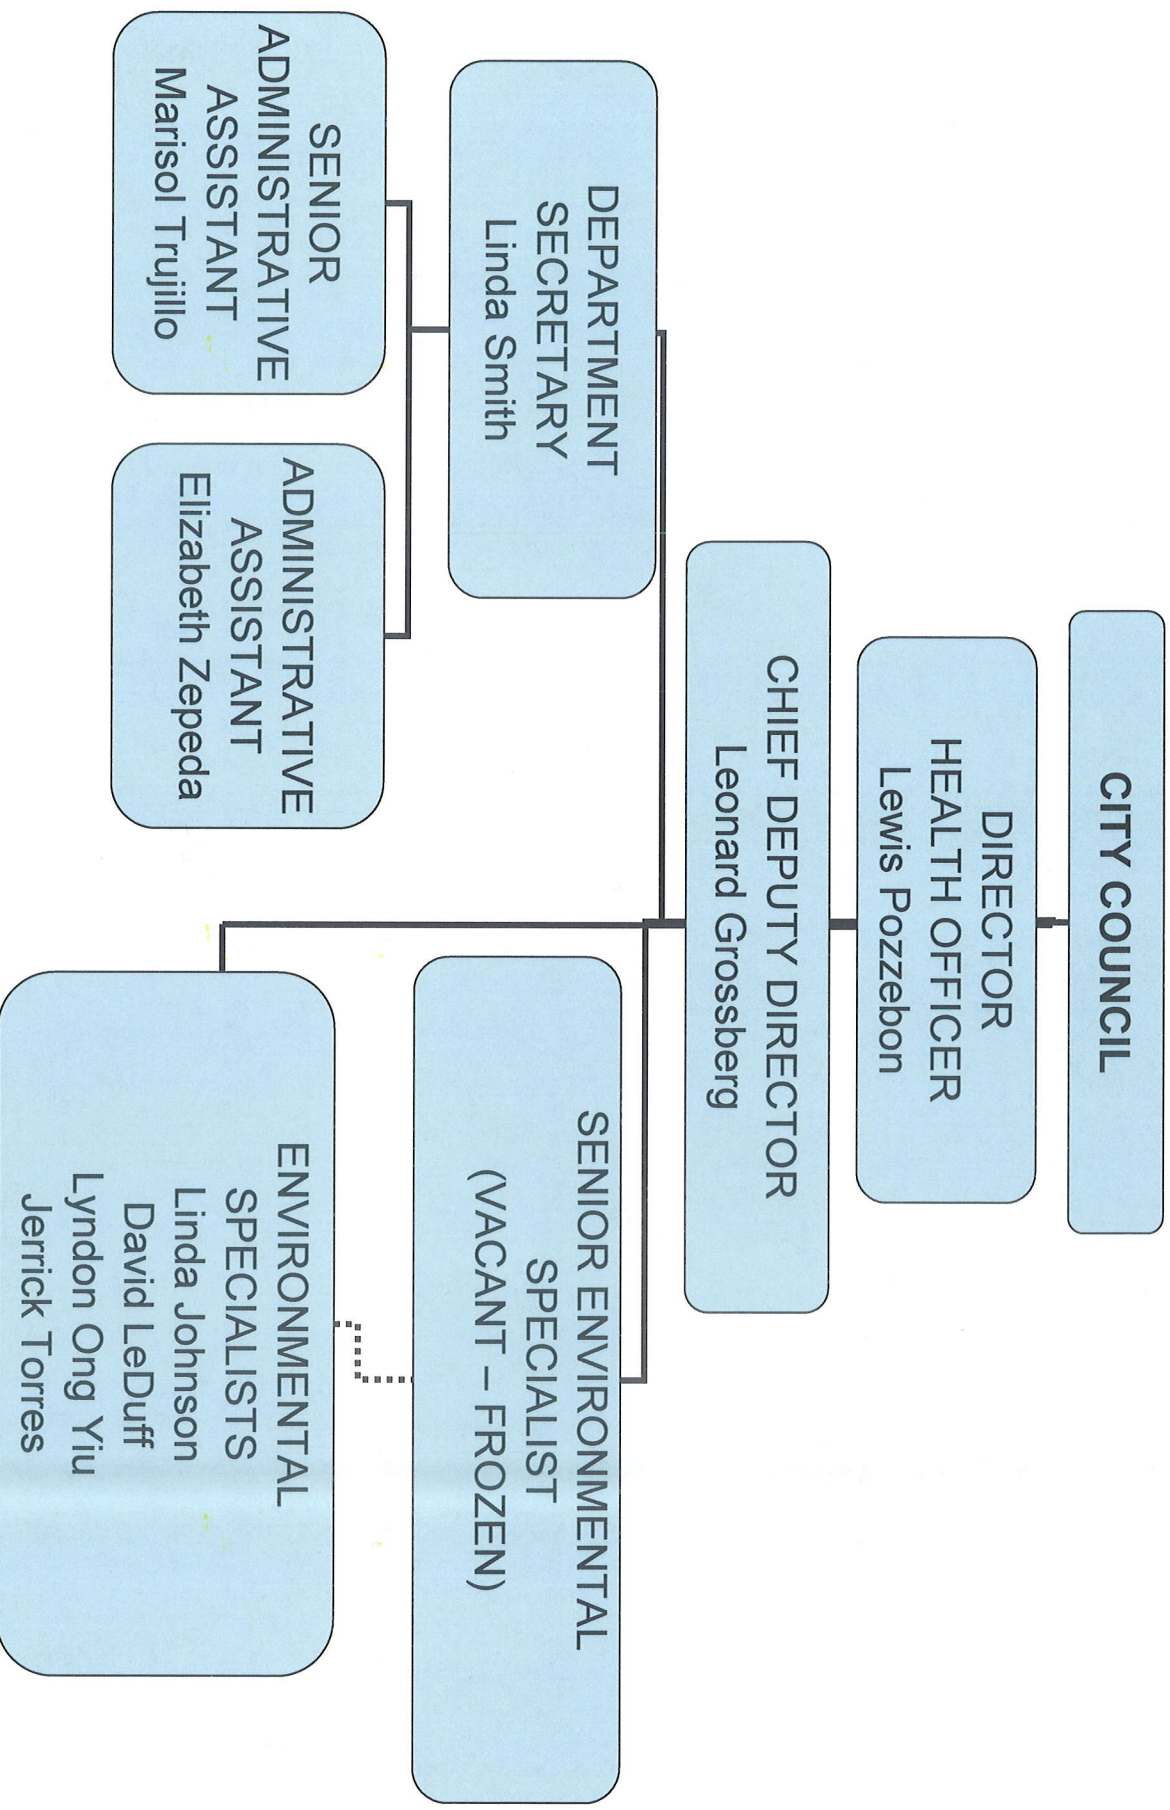 CITY COUNCIL
DIRECTOR
HEALTH OFFICER
Lewis Pozzebon
CHIEF DEPUTY DIRECTOR
Leonard Grossberg
DEPARTMENT
SECRETARY
Linda Smith
SENIOR ENVIRONMENTAL
SPECIALIST
(VACANT – FROZEN)
SENIOR
ADMINISTRATIVE
ASSISTANT
Marisol Trujillo
ADMINISTRATIVE
ASSISTANT
Elizabeth Zepeda
ENVIRONMENTAL
SPECIALISTS
Linda Johnson
David LeDuff
Lyndon Ong Yiu
Jerrick Torres